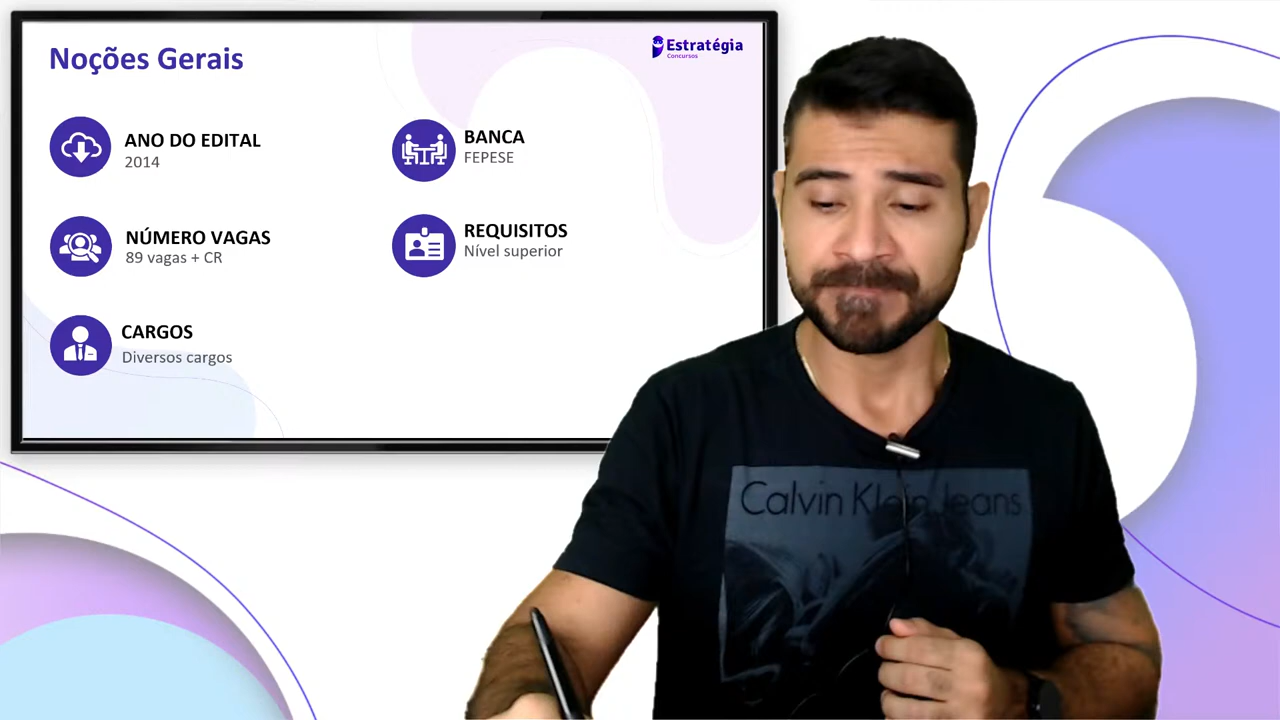 Noções Gerais
Estratégia
Concursos
ANO DO EDITAL
2014
BANCA
FEPESE
NÚMERO VAGAS
89 vagas + CR
REQUISITOS
Nível superior
CARGOS
Diversos cargos
Calvin Klein Jeans